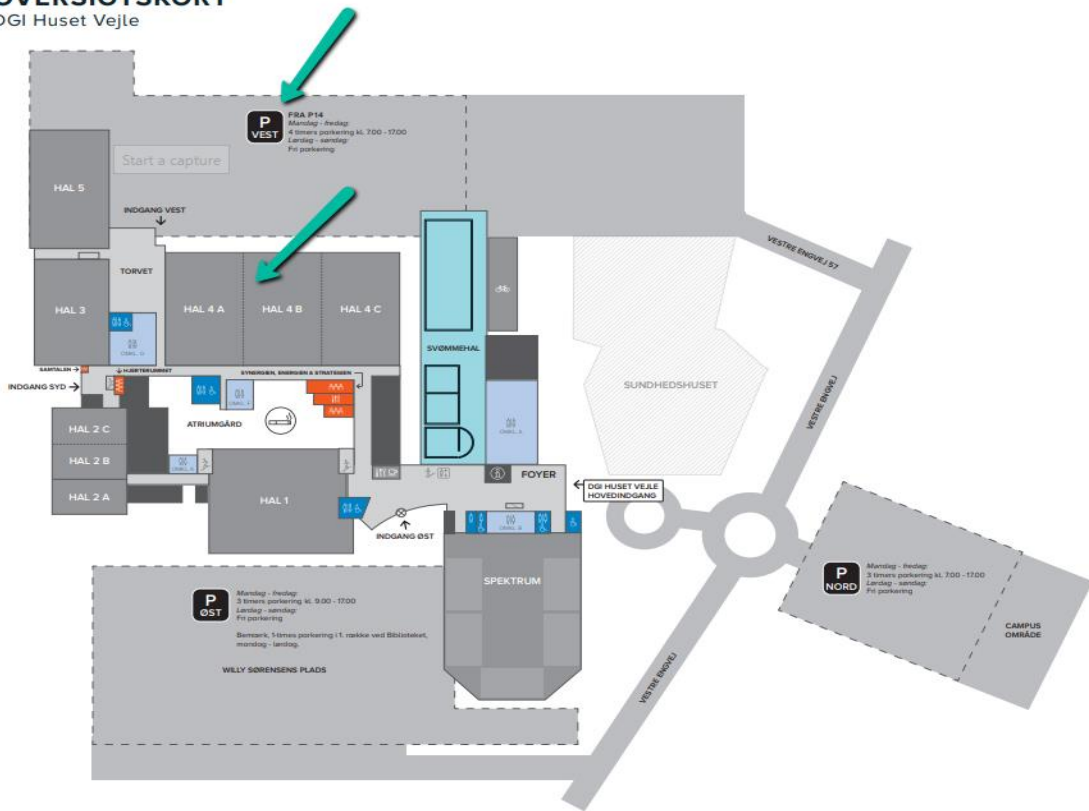 OVERSIGTSKORT
DGI Huset Vejle
P
VEST
FRA P14
Mandag - fredag:
4 timers parkering kl. 7.00 - 17.00
Lørdag - søndag:
Fri parkering
Start a capture
HAL 5
INDGANG VEST
TORVET
HAL 3
HAL 4 A
HAL 4 B
HAL 4 C
SVØMMEHAL
VESTRE ENGVEJ 57
VESTRE ENGVEJ
SUNDHEDSHUSET
SAMTALEN
HJERTERUMMET
SYNERGIEN, ENERGIEN & STRATEGIEN
INDGANG SYD
ATRIUMGÅRD
HAL 2 C
HAL 2 B
HAL 2 A
HAL 1
FOYER
DGI HUSET VEJLE
HOVEDINDGANG
INDGANG ØST
OMKL. B
SPEKTRUM
P
ØST
Mandag - fredag:
3 timers parkering kl. 9.00 - 17.00
Lørdag - søndag:
Fri parkering
Bemærk, 1-times parkering i 1. række ved Biblioteket,
mandag - lørdag.
WILLY SØRENSENS PLADS
P
NORD
Mandag - fredag:
3 timers parkering kl. 7.00 - 17.00
Lørdag - søndag:
Fri parkering
CAMPUS
OMRÅDE
VESTRE ENGVEJ